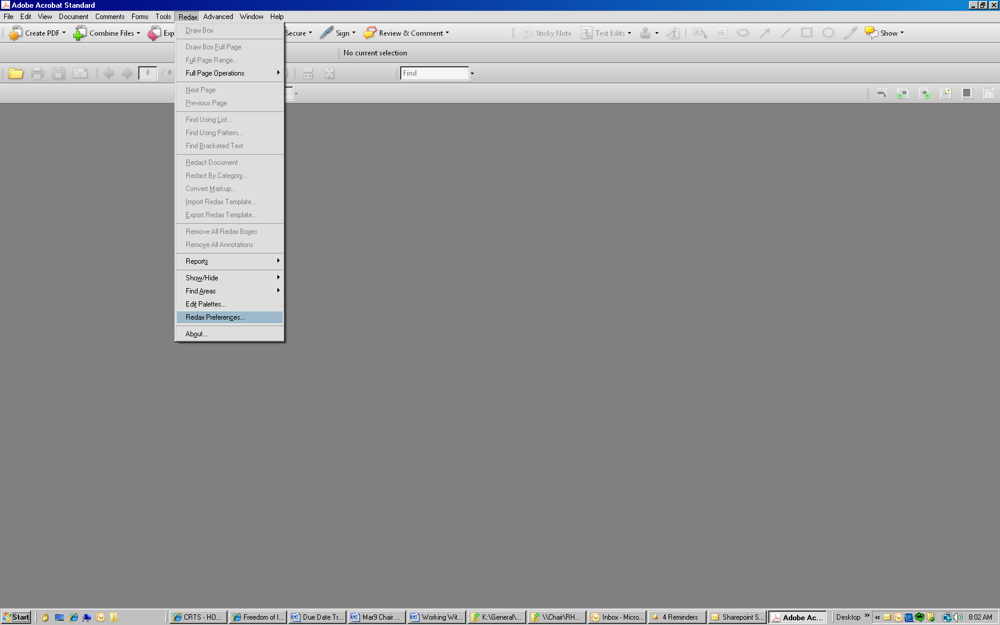 Adobe Acrobat Standard
File Edit View Document Comments Forms Tools Redax Advanced Window Help
Create PDF Combine Files Exp Secure Sign Review & Comment Sticky Note Text Edits Show
No current selection
0 / 0 Find
Draw Box
Draw Box Full Page
Full Page Range...
Full Page Operations
Next Page
Previous Page
Find Using List...
Find Using Pattern...
Find Bracketed Text
Redact Document
Redact By Category...
Convert Markup...
Import Redax Template...
Export Redax Template...
Remove All Redax Boxes
Remove All Annotations
Reports
Show/Hide
Find Areas
Edit Palettes...
Redax Preferences...
About...
Start CRTS - HO... Freedom of I... Due Date Tr... Mar9 Chair ... Working Wit... K:\General\... \\Chair\RH... Inbox - Micro... 4 Reminders Sharepoint S... Adobe Ac... Desktop » « 8:02 AM